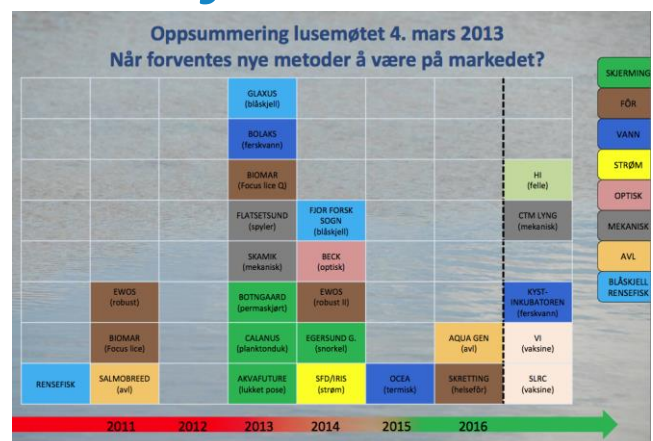 Oppsummering lusemøtet 4. mars 2013
Når forventes nye metoder å være på markedet?
GLAXUS
(blåskjell)
BOLAKS
(ferskvann)
BIOMAR
(Focus lice Q)
HI
(felle)
FLATSETSUND
(spyler)
FJOR FORSK
SOGN
(blåskjell)
CTM LYNG
(mekanisk)
SKAMIK
(mekanisk)
BECK
(optisk)
EWOS
(robust)
BOTNGAARD
(permaskjørt)
EWOS
(robust II)
KYST-
INKUBATOREN
(ferskvann)
BIOMAR
(Focus lice)
CALANUS
(planktonduk)
EGERSUND G.
(snorkel)
AQUA GEN
(avl)
VI
(vaksine)
RENSEFISK
SALMOBREED
(avl)
AKVAFUTURE
(lukket pose)
SFD/IRIS
(strøm)
OCEA
(termisk)
SKRETTING
(helsefôr)
SLRC
(vaksine)
2011 2012 2013 2014 2015 2016
SKJERMING
FÔR
VANN
STRØM
OPTISK
MEKANISK
AVL
BLÅSKJELL
RENSEFISK